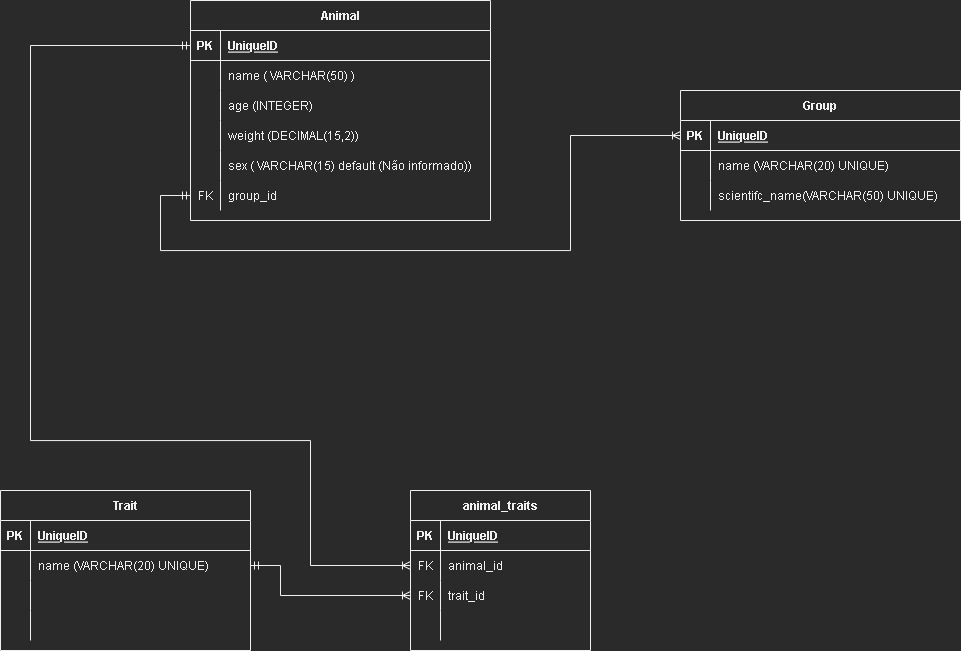 Animal
PK UniqueID
name ( VARCHAR(50) )
age (INTEGER)
weight (DECIMAL(15,2))
sex ( VARCHAR(15) default (Não informado))
FK group_id
Group
PK UniqueID
name (VARCHAR(20) UNIQUE)
scientifc_name(VARCHAR(50) UNIQUE)
Trait
PK UniqueID
name (VARCHAR(20) UNIQUE)
animal_traits
PK UniqueID
FK animal_id
FK trait_id